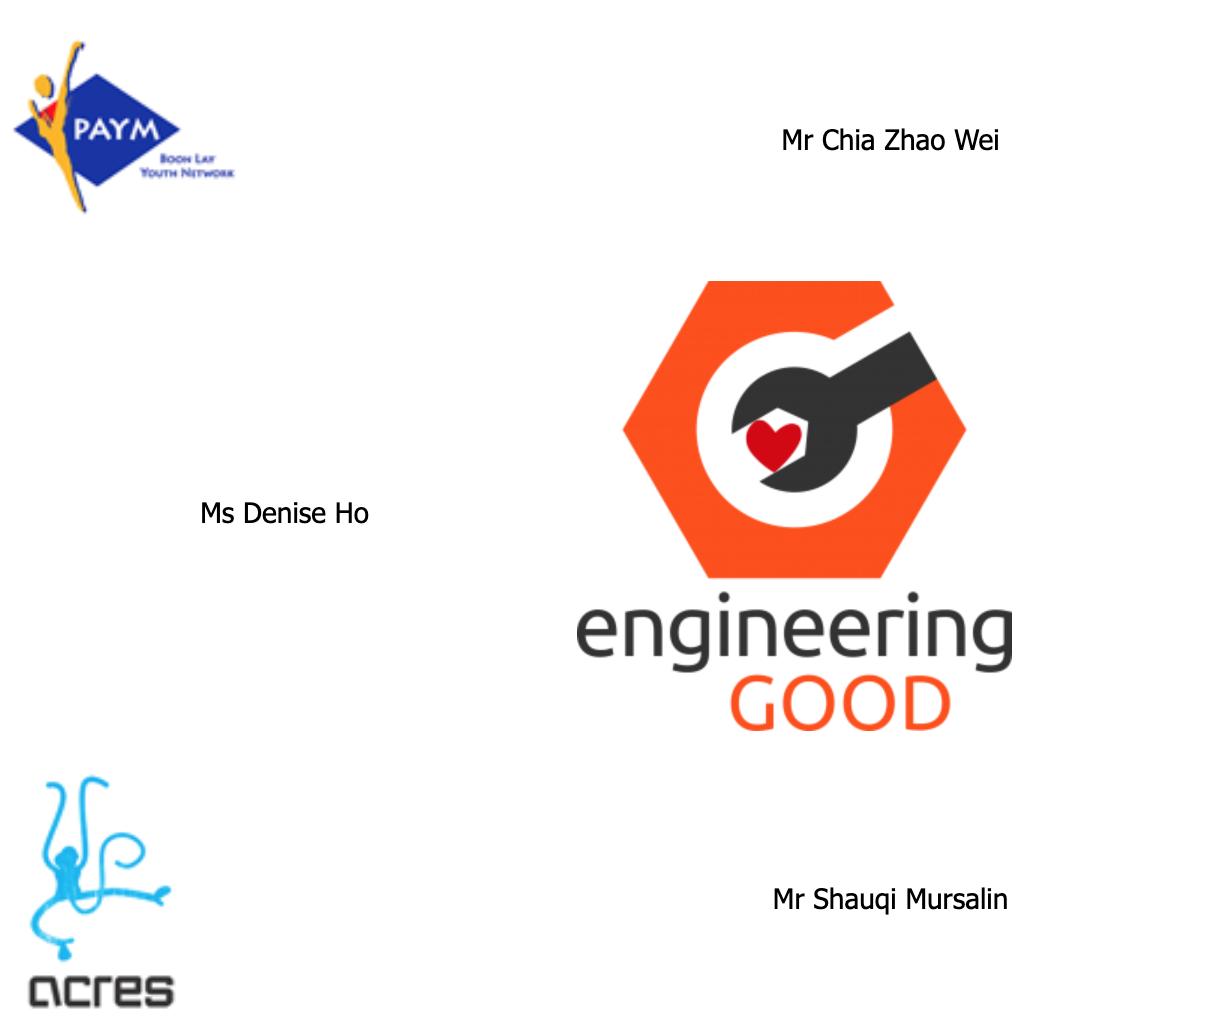 PAYM
BOON LAY
YOUTH NETWORK
Mr Chia Zhao Wei
Ms Denise Ho
engineering
GOOD
acres
Mr Shauqi Mursalin